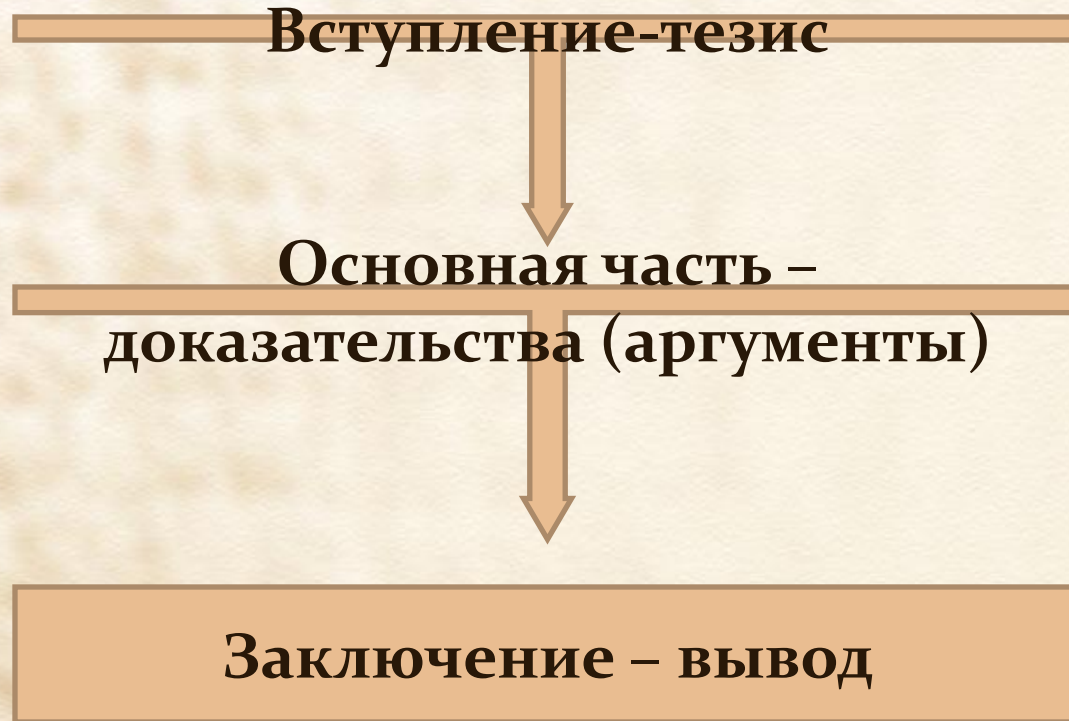 Вступление-тезис
Основная часть –
доказательства (аргументы)
Заключение – вывод